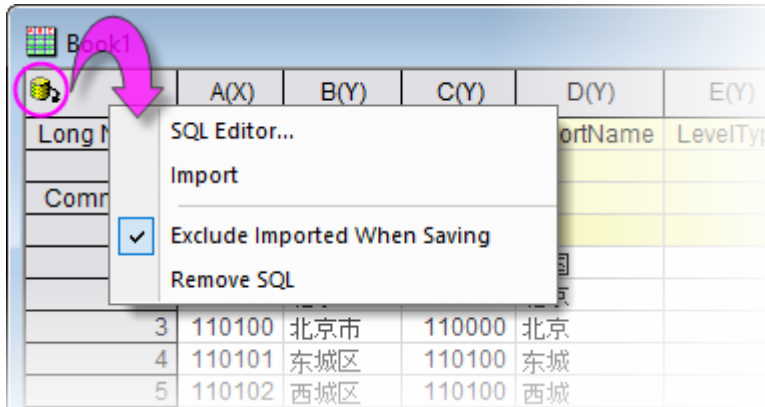 Book1
A(X) B(Y) C(Y) D(Y) E(Y)
Long N ortName LevelTyp
Comm
SQL Editor...
Import
Exclude Imported When Saving
Remove SQL
3 110100 北京市 110000 北京
4 110101 东城区 110100 东城
5 110102 西城区 110100 西城